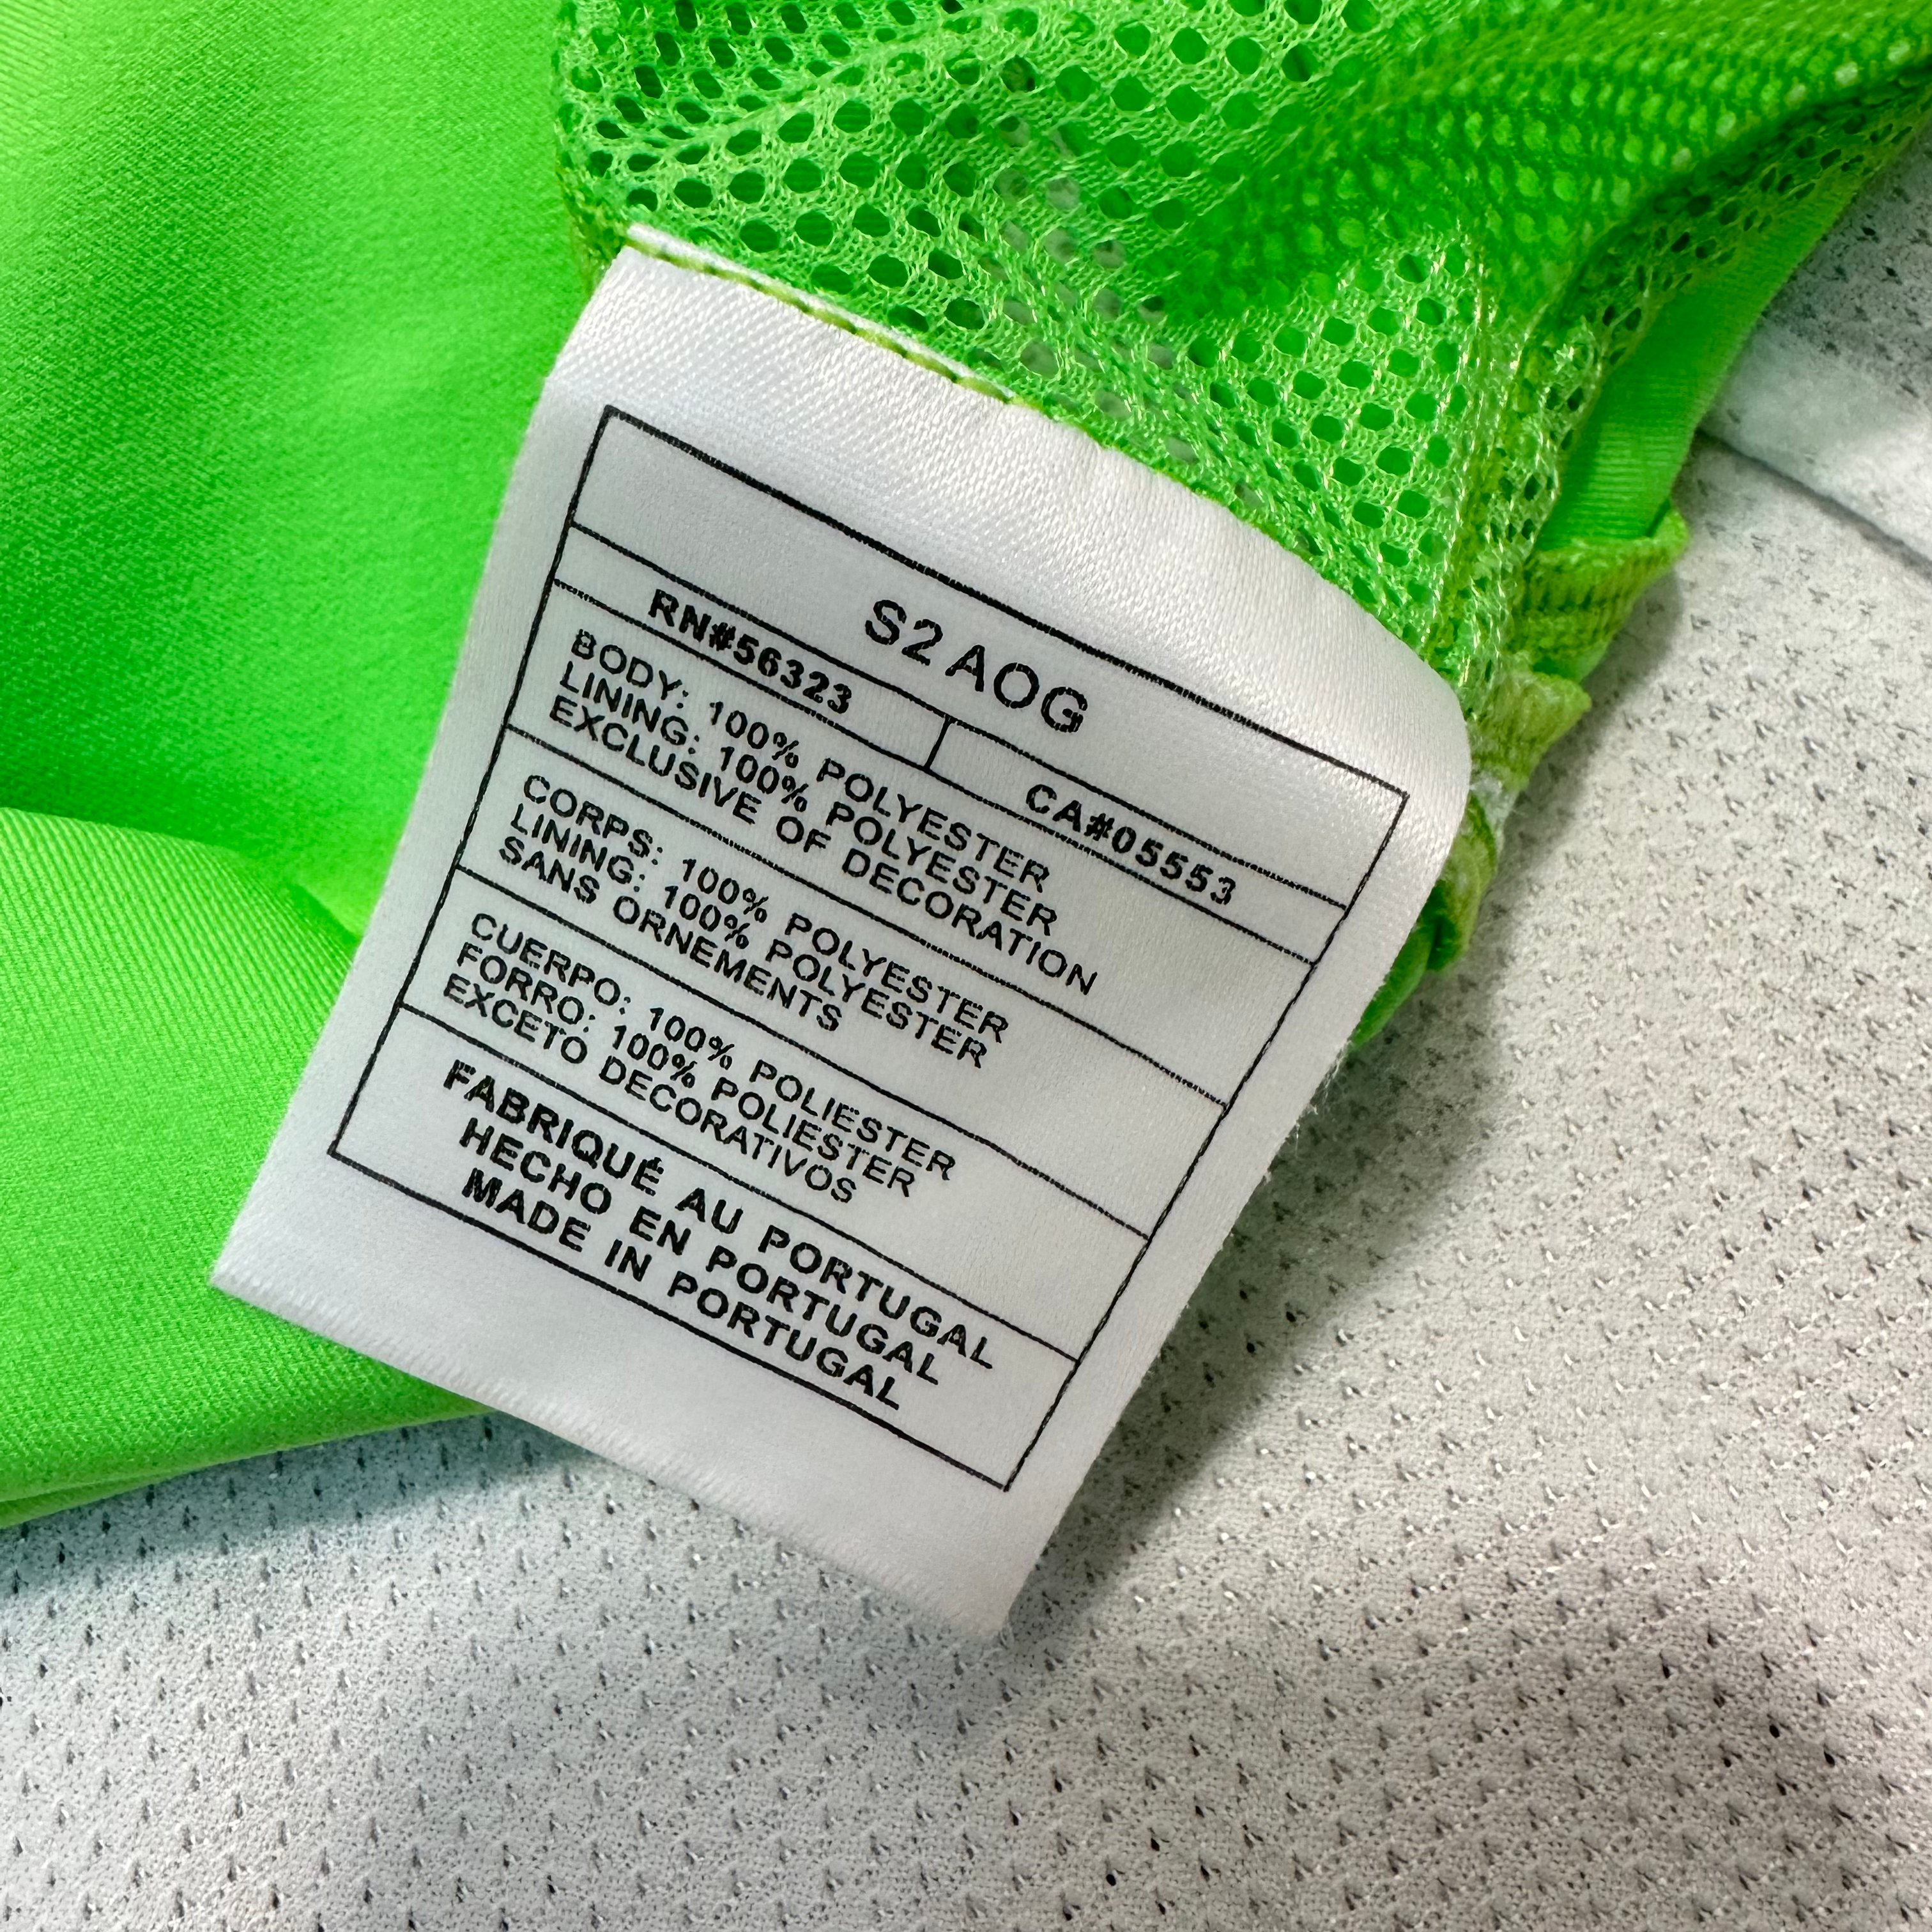 S2 AOG
RN#56323 CA#05553
BODY: 100% POLYESTER
LINING: 100% POLYESTER
EXCLUSIVE OF DECORATION
CORPS: 100% POLYESTER
LINING: 100% POLYESTER
SANS ORNEMENTS
CUERPO: 100% POLIESTER
FORRO: 100% POLIESTER
EXCETO DECORATIVOS
FABRIQUÉ AU PORTUGAL
HECHO EN PORTUGAL
MADE IN PORTUGAL